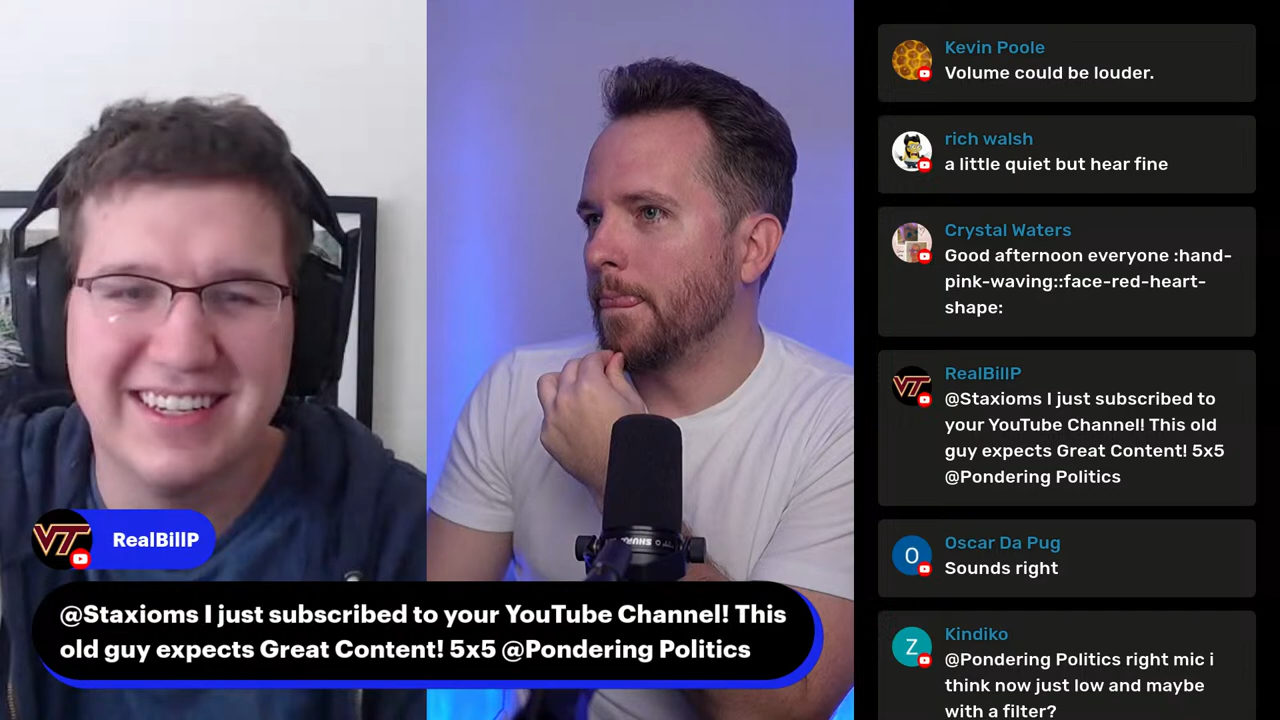 Kevin Poole
Volume could be louder.
rich walsh
a little quiet but hear fine
Crystal Waters
Good afternoon everyone :hand-
pink-waving::face-red-heart-
shape:
VT
RealBillP
@Staxioms I just subscribed to
your YouTube Channel! This old
guy expects Great Content! 5x5
@Pondering Politics
O
Oscar Da Pug
Sounds right
Z
Kindiko
@Pondering Politics right mic i
think now just low and maybe
with a filter?
SHURE
VT
RealBillP
@Staxioms I just subscribed to your YouTube Channel! This
old guy expects Great Content! 5x5 @Pondering Politics